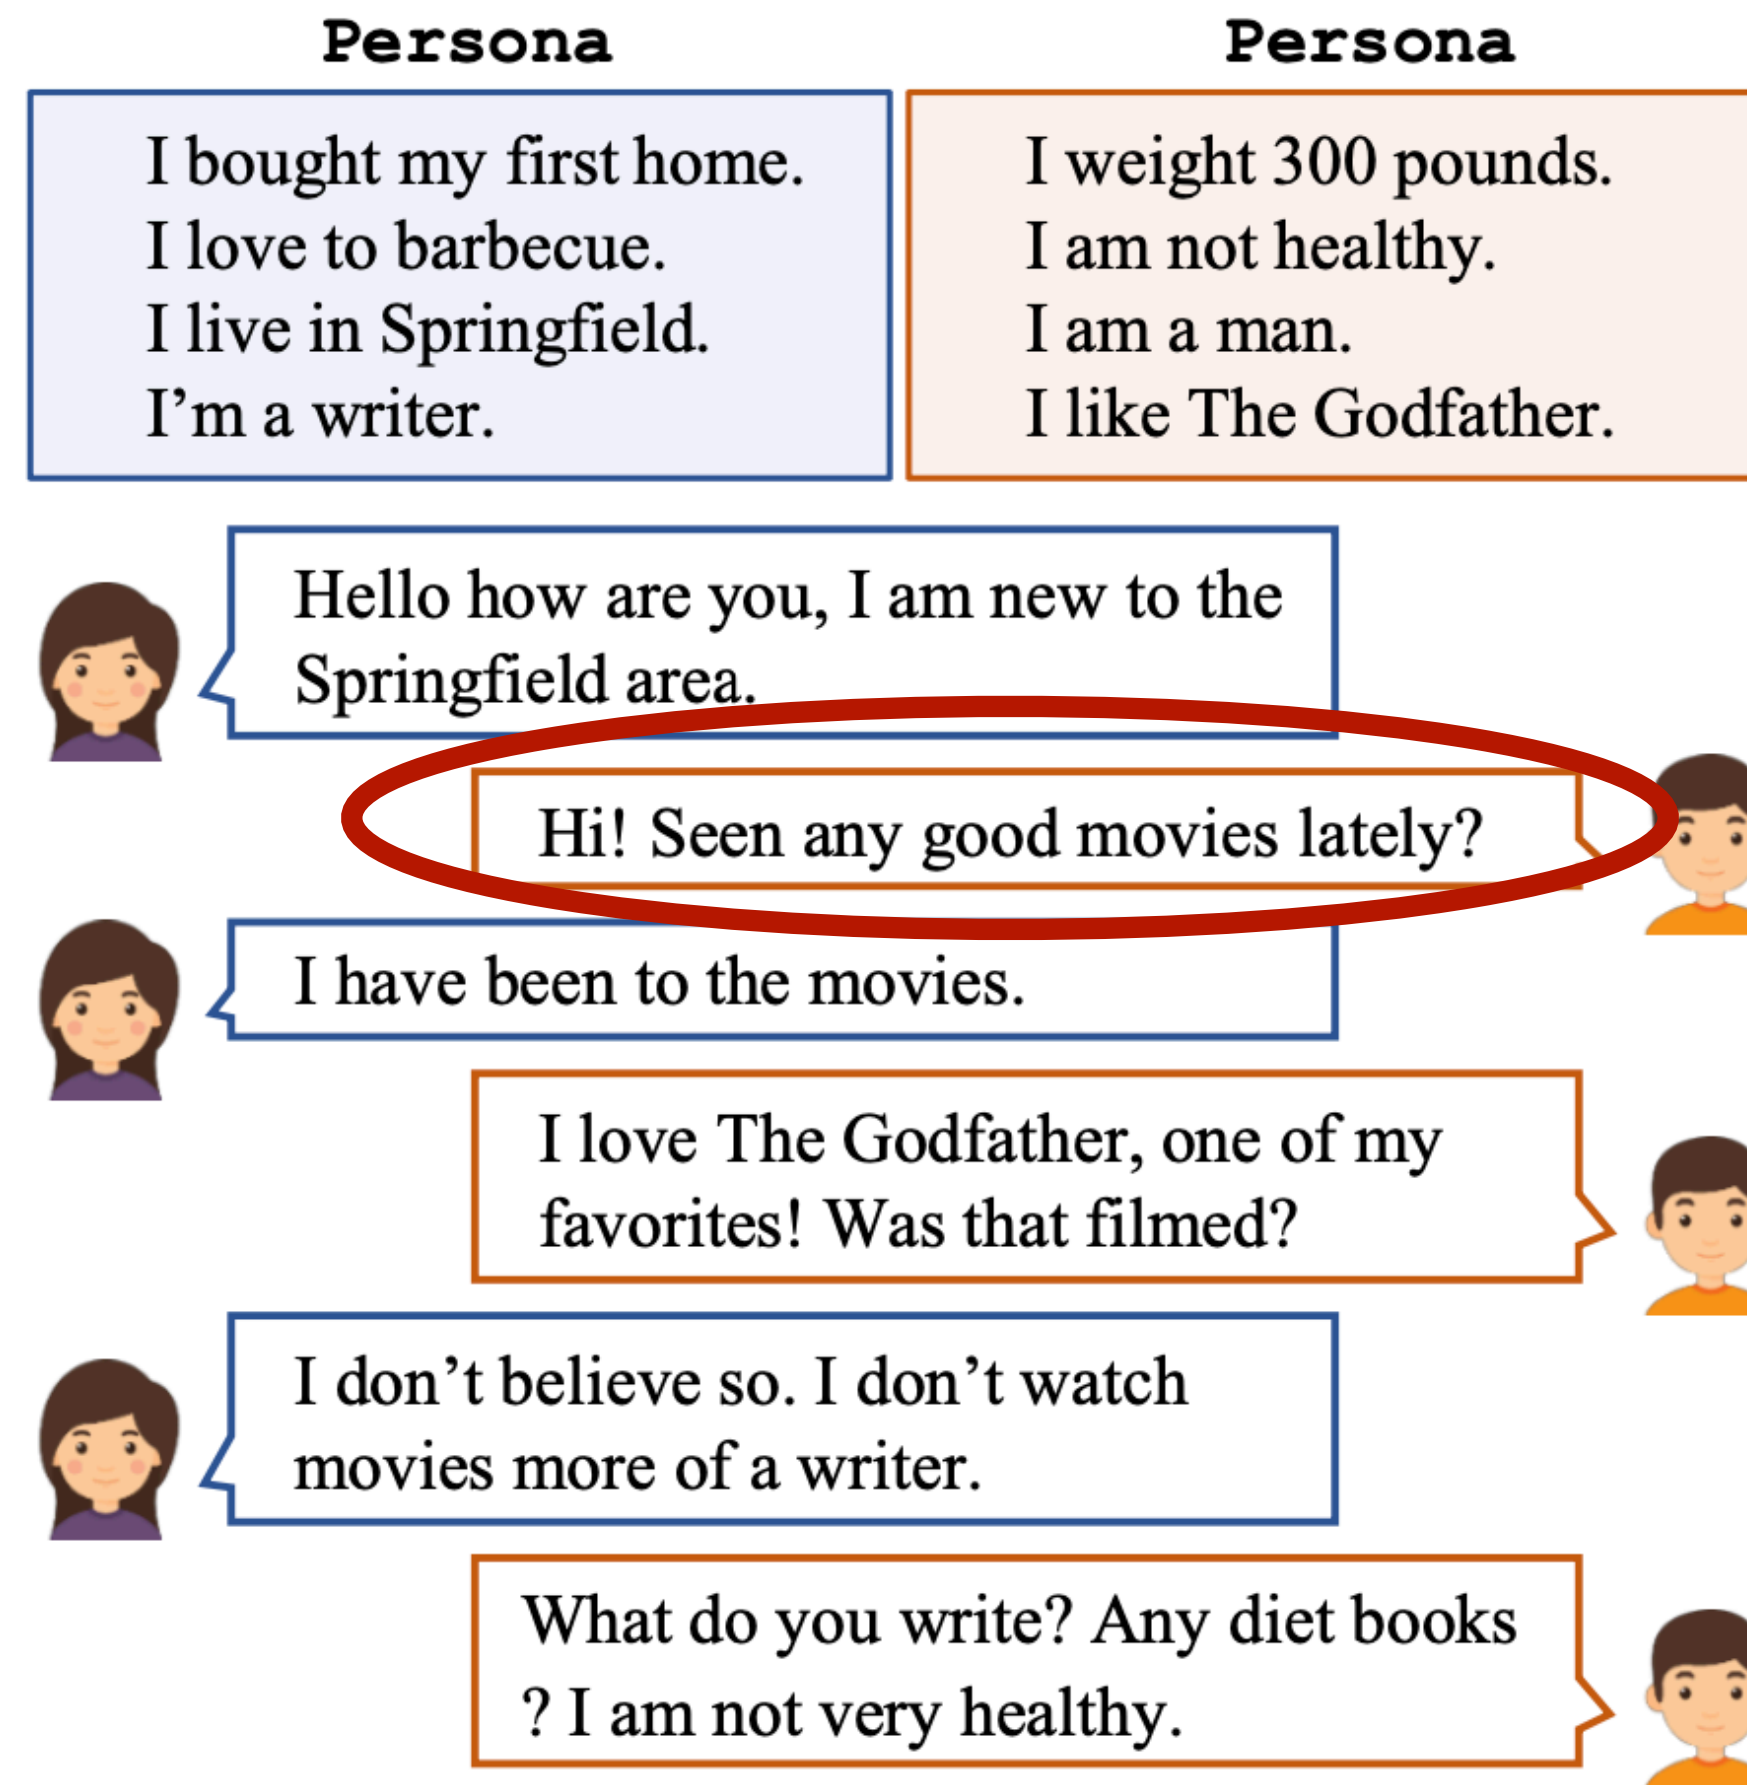 Persona
I bought my first home.
I love to barbecue.
I live in Springfield.
I'm a writer.
Persona
I weight 300 pounds.
I am not healthy.
I am a man.
I like The Godfather.
Hello how are you, I am new to the
Springfield area.
Hi! Seen any good movies lately?
I have been to the movies.
I love The Godfather, one of my
favorites! Was that filmed?
I don't believe so. I don't watch
movies more of a writer.
What do you write? Any diet books
? I am not very healthy.